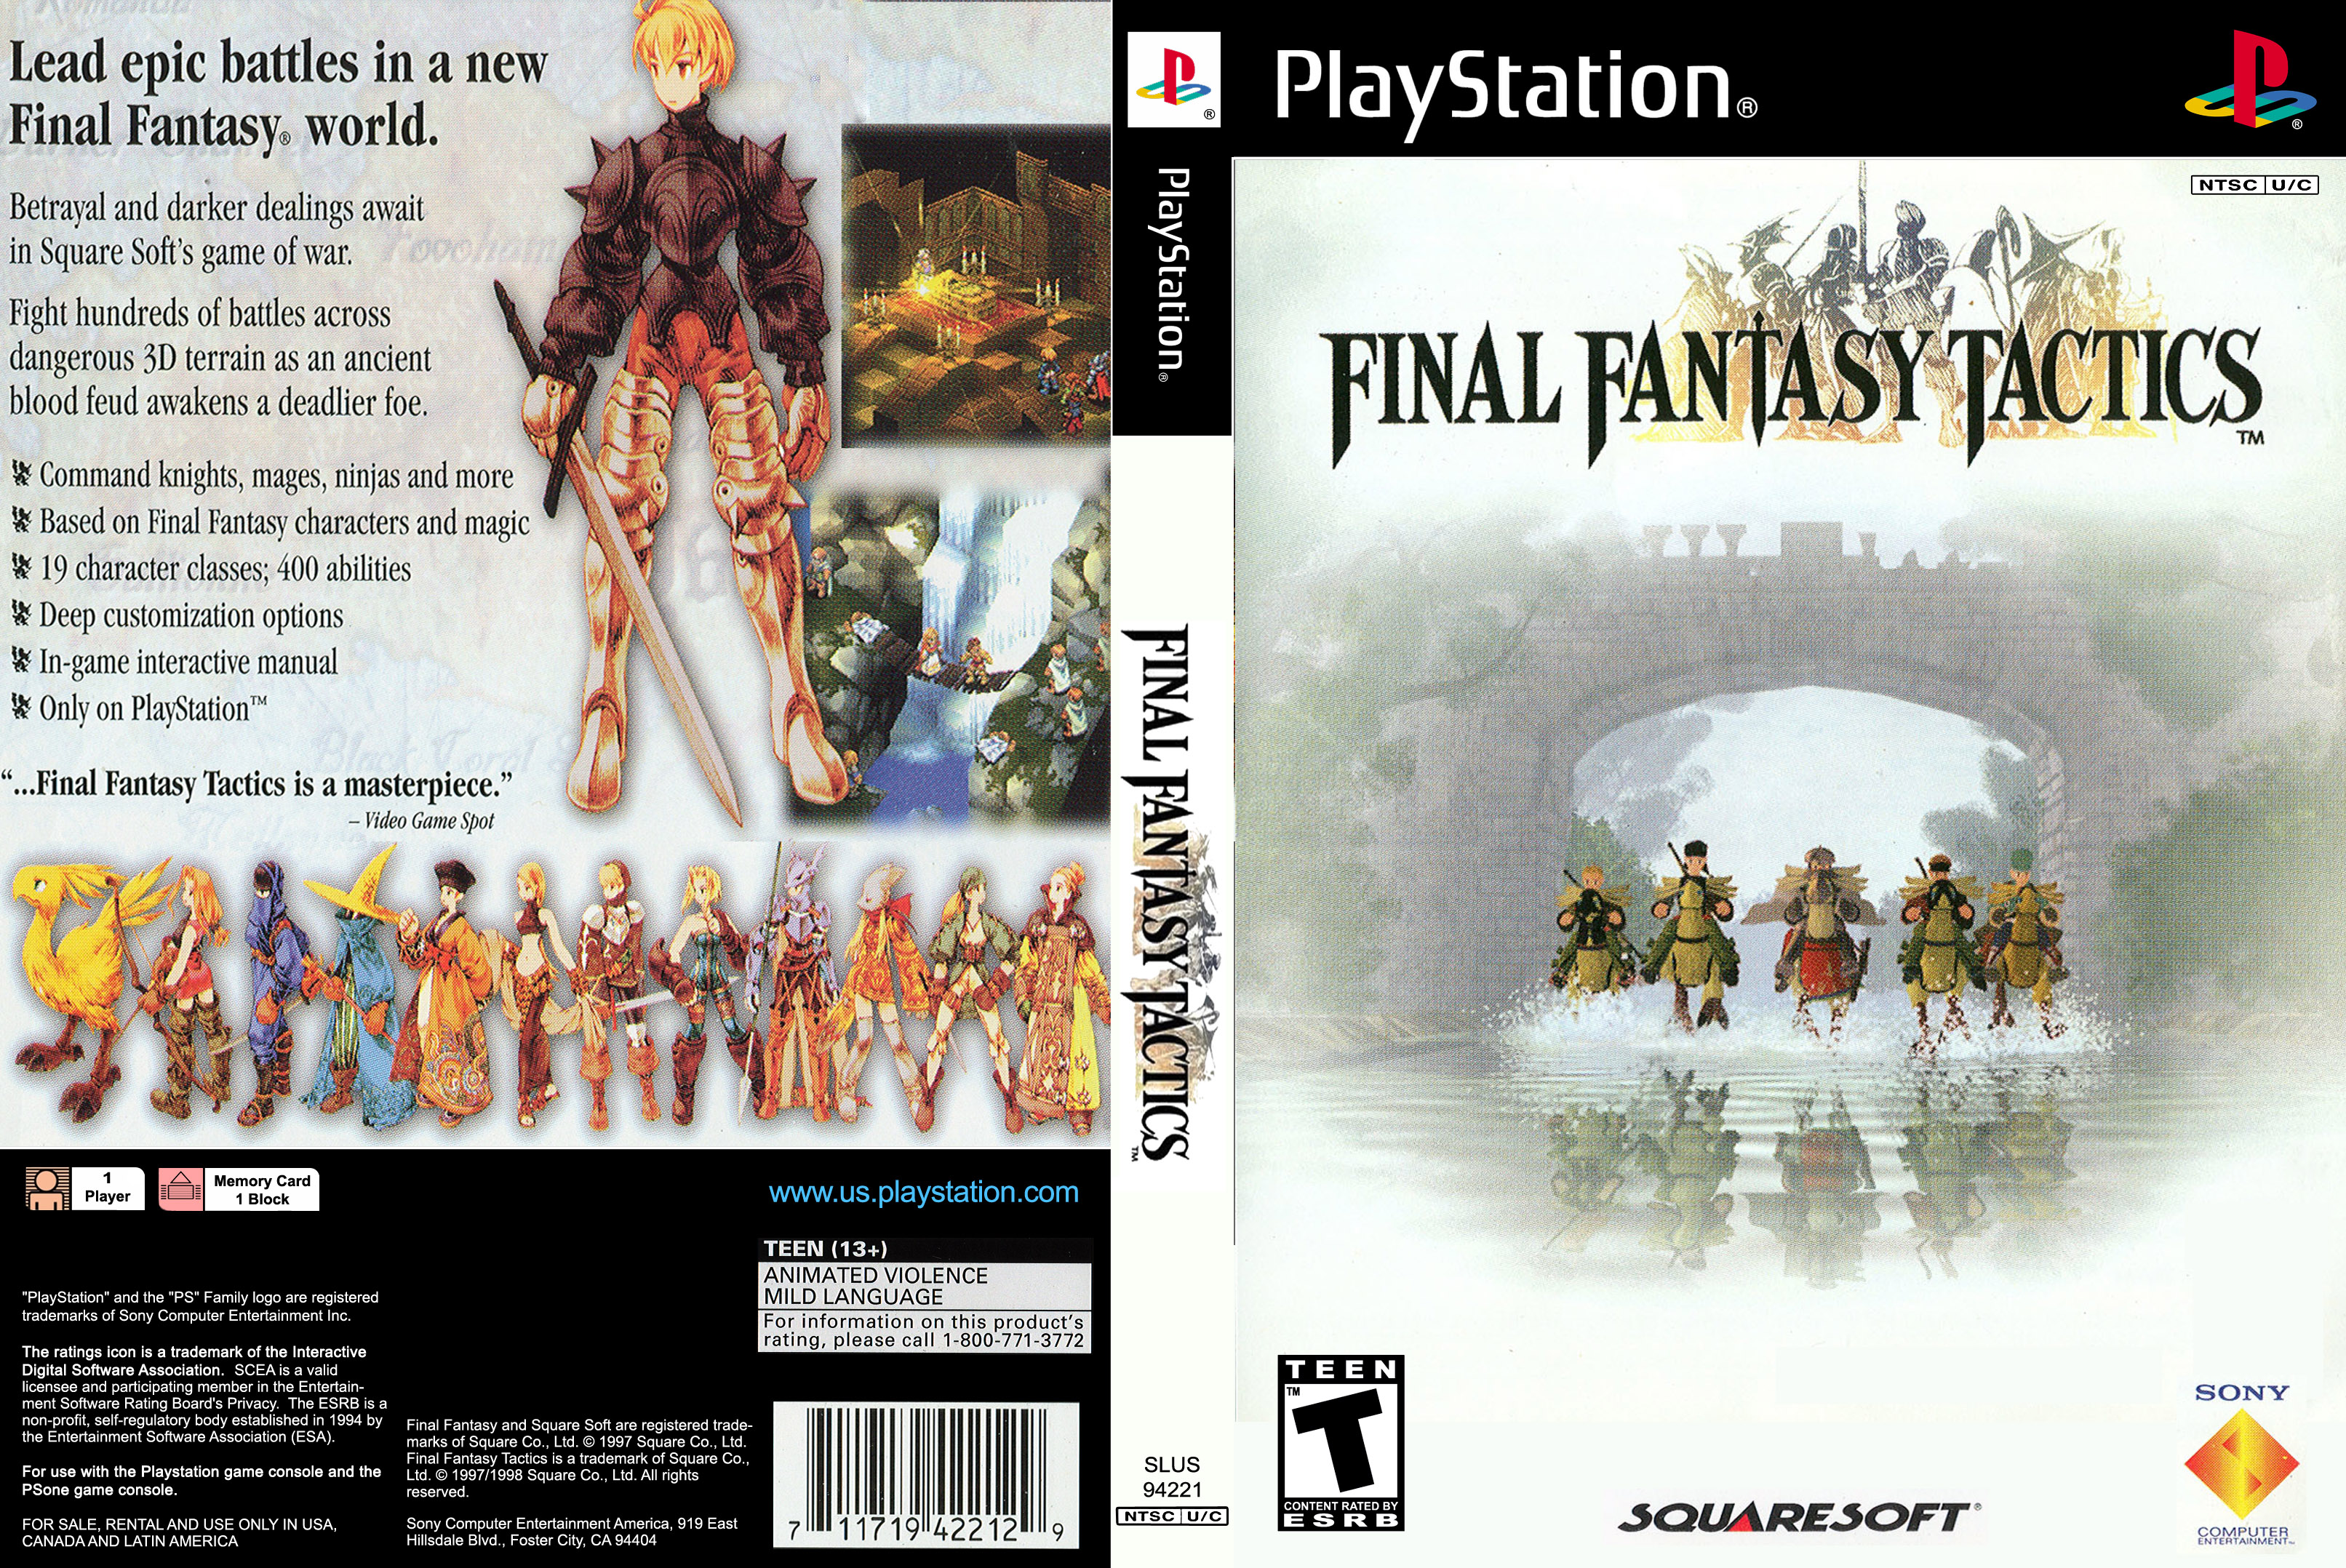 Lead epic battles in a new
Final Fantasy® world.
Betrayal and darker dealings await
in Square Soft's game of war.
Fight hundreds of battles across
dangerous 3D terrain as an ancient
blood feud awakens a deadlier foe.
Command knights, mages, ninjas and more
Based on Final Fantasy characters and magic
19 character classes; 400 abilities
Deep customization options
In-game interactive manual
Only on PlayStation™
“...Final Fantasy Tactics is a masterpiece.”
– Video Game Spot
1
Player
Memory Card
1 Block
www.us.playstation.com
TEEN (13+)
ANIMATED VIOLENCE
MILD LANGUAGE
For information on this product's
rating, please call 1-800-771-3772
"PlayStation" and the "PS" Family logo are registered
trademarks of Sony Computer Entertainment Inc.
The ratings icon is a trademark of the Interactive
Digital Software Association. SCEA is a valid
licensee and participating member in the Entertain-
ment Software Rating Board's Privacy. The ESRB is a
non-profit, self-regulatory body established in 1994 by
the Entertainment Software Association (ESA).
For use with the Playstation game console and the
PSone game console.
FOR SALE, RENTAL AND USE ONLY IN USA,
CANADA AND LATIN AMERICA
Final Fantasy and Square Soft are registered trade-
marks of Square Co., Ltd. © 1997 Square Co., Ltd.
Final Fantasy Tactics is a trademark of Square Co.,
Ltd. © 1997/1998 Square Co., Ltd. All rights
reserved.
Sony Computer Entertainment America, 919 East
Hillsdale Blvd., Foster City, CA 94404
7 11719 42212 9
®
PlayStation®
FINAL FANTASY TACTICS™
SLUS
94221
NTSC U/C
PlayStation®
®
NTSC U/C
FINAL FANTASY TACTICS™
TEEN
™
T
CONTENT RATED BY
ESRB
SQUARESOFT®
SONY
COMPUTER
ENTERTAINMENT™